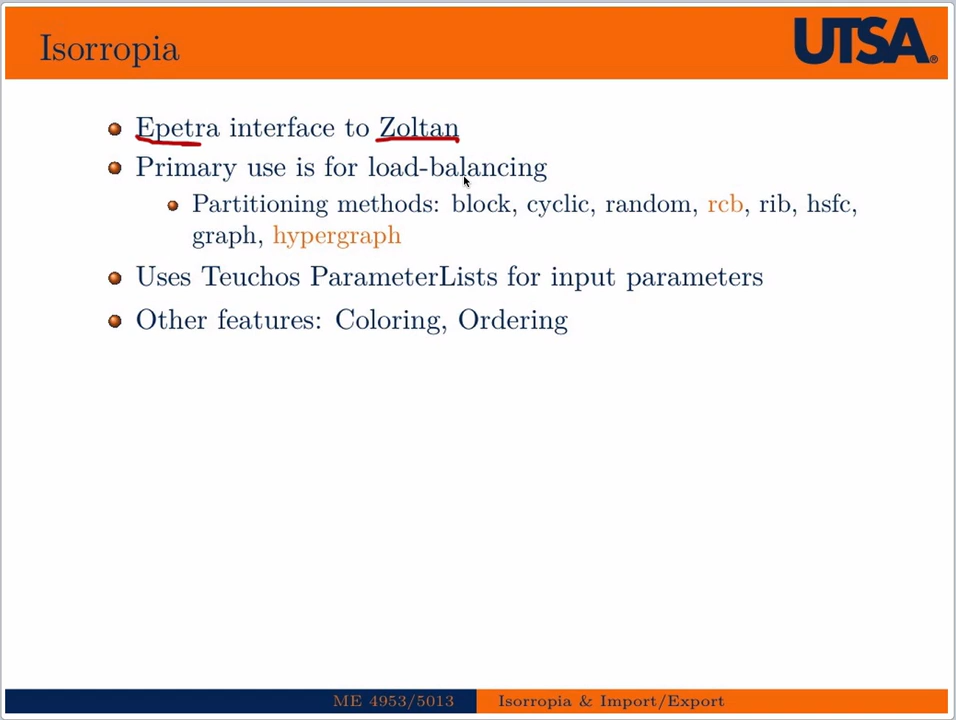 Isorropia
UTSA®
Epetra interface to Zoltan
Primary use is for load-balancing
Partitioning methods: block, cyclic, random, rcb, rib, hsfc,
graph, hypergraph
Uses Teuchos ParameterLists for input parameters
Other features: Coloring, Ordering
ME 4953/5013 Isorropia & Import/Export